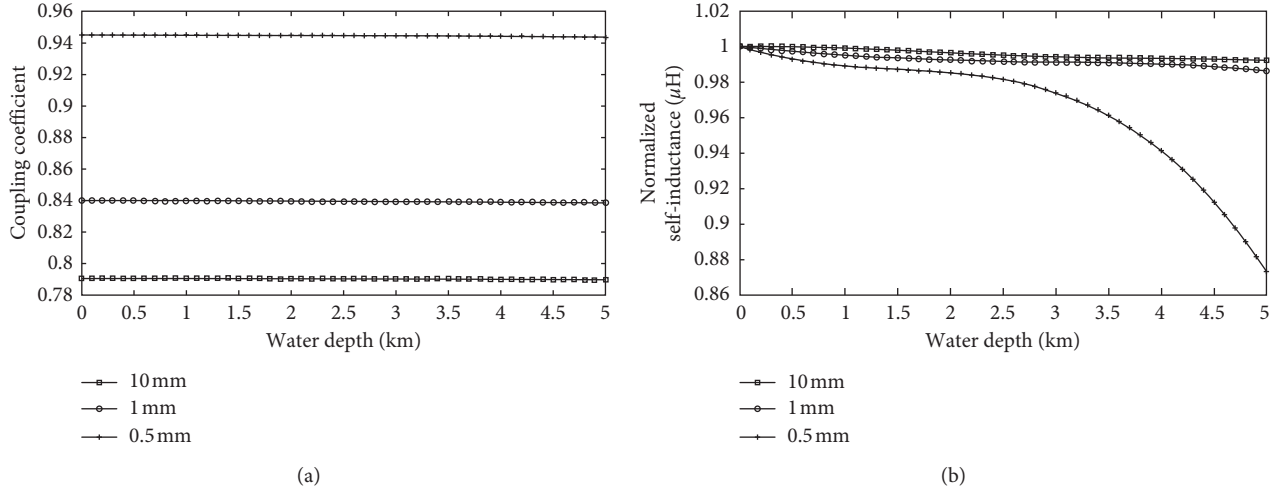 0.96
0.94
0.92
0.9
0.88
0.86
0.84
0.82
0.8
0.78
Coupling coefficient
0 0.5 1 1.5 2 2.5 3 3.5 4 4.5 5
Water depth (km)
10 mm
1 mm
0.5 mm
(a)
1.02
1
0.98
0.96
0.94
0.92
0.9
0.88
0.86
Normalized
self-inductance (μH)
0 0.5 1 1.5 2 2.5 3 3.5 4 4.5 5
Water depth (km)
10 mm
1 mm
0.5 mm
(b)